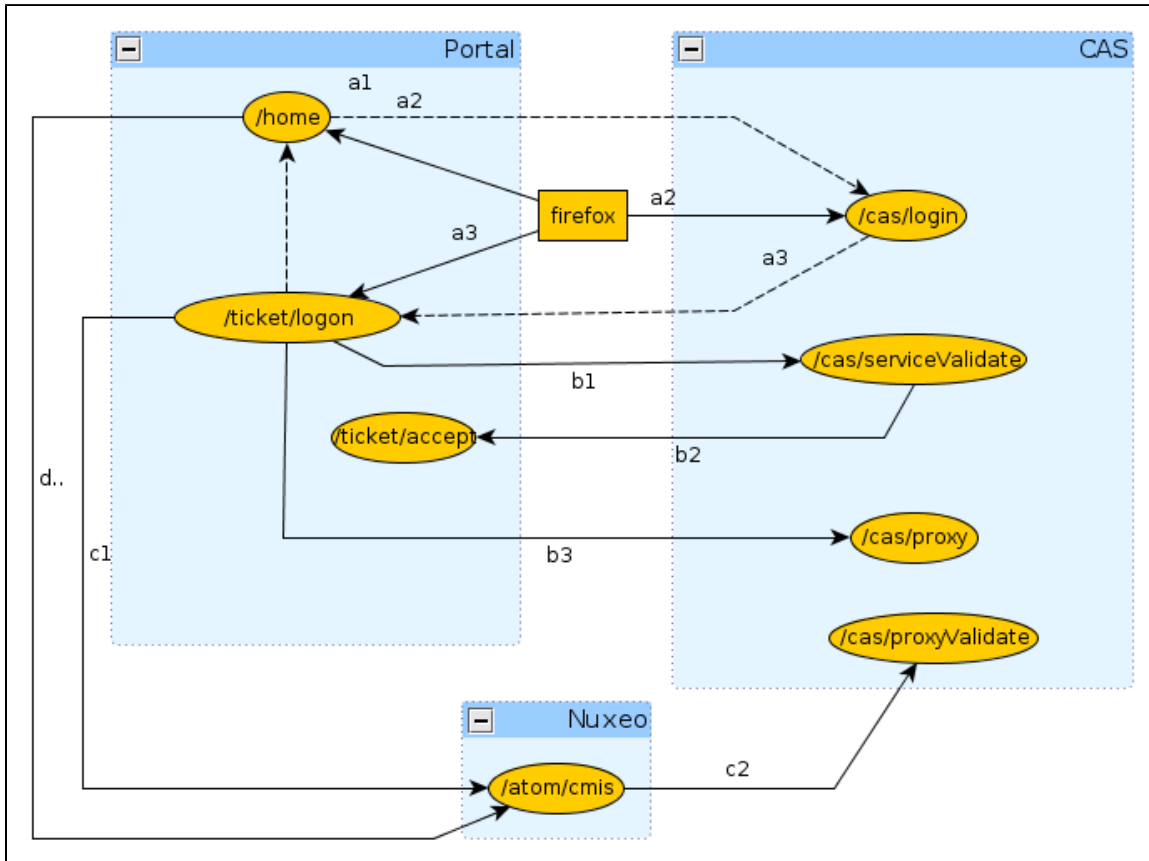 Portal
CAS
a1
a2
/home
firefox
a2
/cas/login
a3
a3
/ticket/logon
/cas/serviceValidate
b1
/ticket/accept
b2
d..
/cas/proxy
c1
b3
/cas/proxyValidate
Nuxeo
c2
/atom/cmis